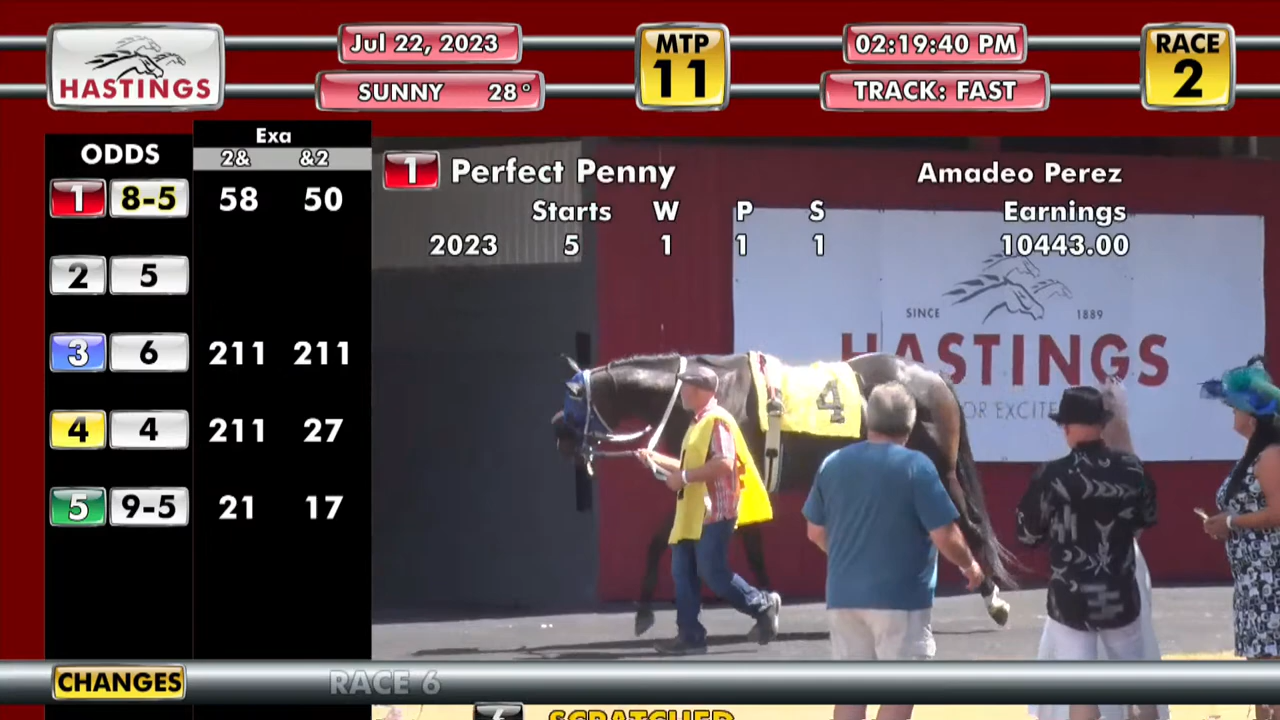 HASTINGS
Jul 22, 2023
SUNNY 28°
MTP
11
02:19:40 PM
TRACK: FAST
RACE
2
ODDS
Exa
2& &2
1 8-5 58 50
2 5
3 6 211 211
4 4 211 27
5 9-5 21 17
1 Perfect Penny Amadeo Perez
Starts W P S Earnings
2023 5 1 1 1 10443.00
SINCE 1889
HASTINGS
OR EXCITE
4
CHANGES RACE 6
SCRATCHED